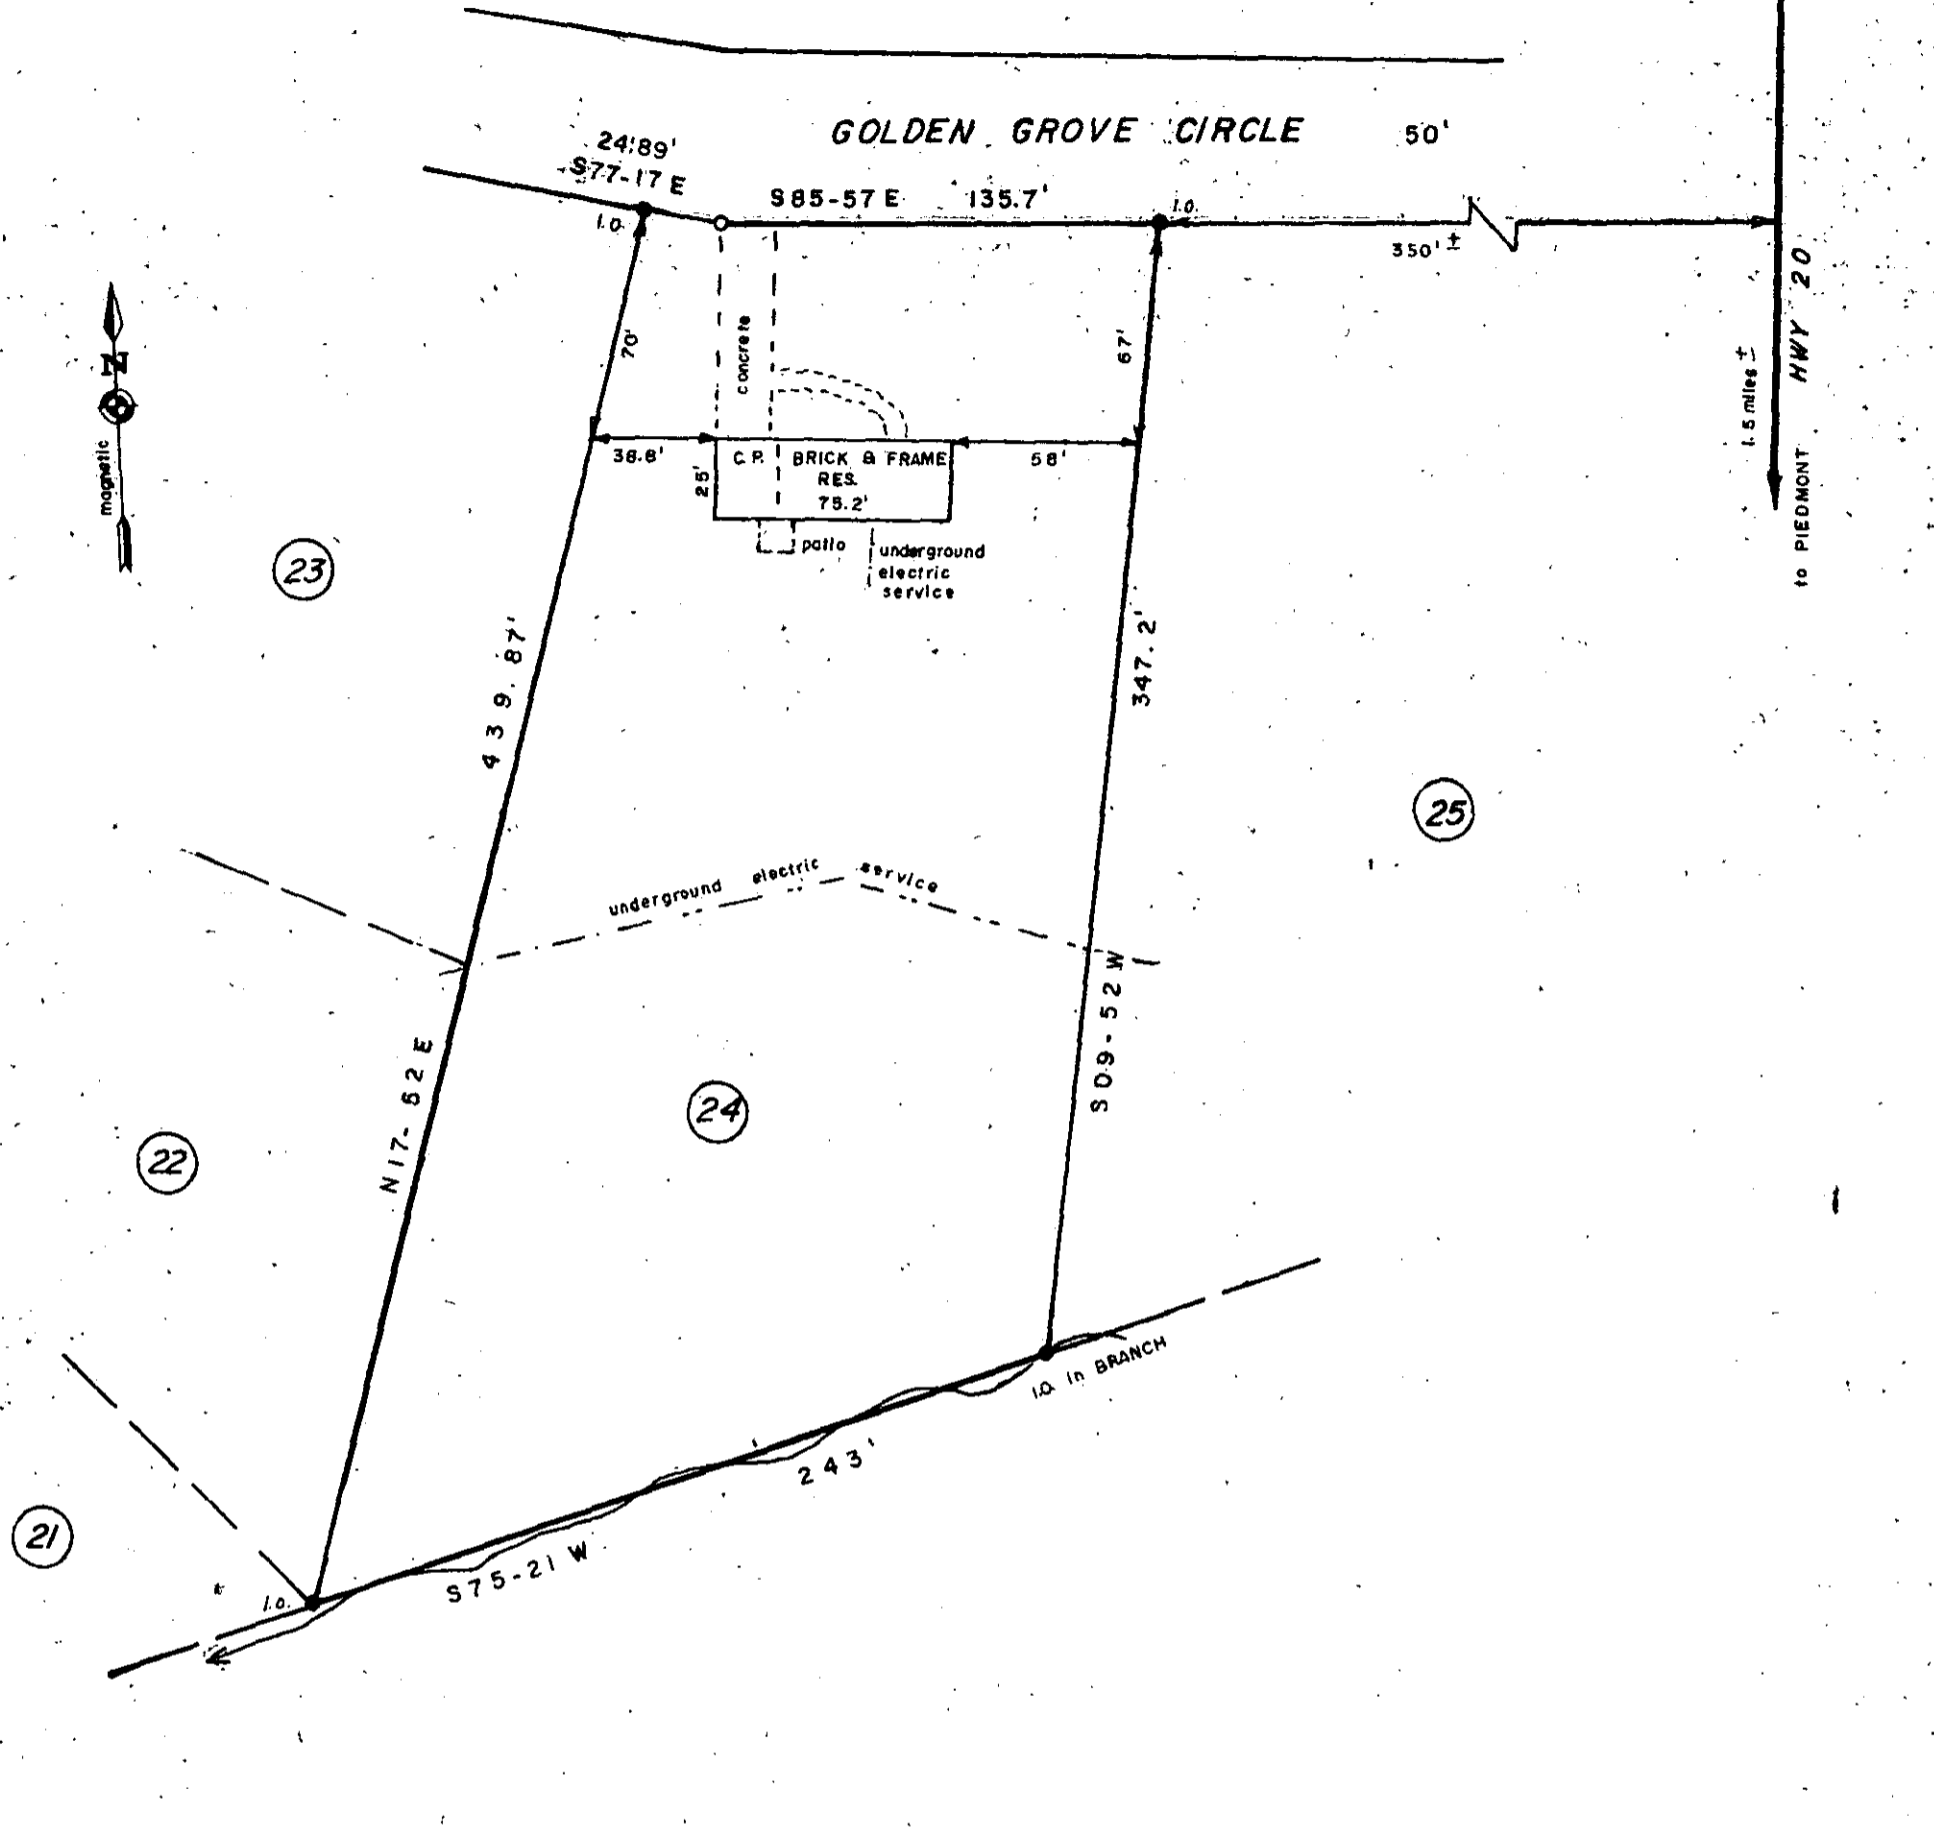 GOLDEN GROVE CIRCLE 50'
24.89'
S77-17 E
S85-57 E 135.7'
I.O.
I.O.
350' ±
HWY 20
1.5 miles ±
to PIEDMONT
N
magnetic
70'
concrete
67'
38.8'
C.P.
BRICK & FRAME
RES.
75.2'
25'
58'
patio
underground
electric
service
23
439.87'
347.2'
25
underground electric service
S09-52 W
N17-52 E
24
22
I.O. in BRANCH
243'
S75-21 W
21
I.O.